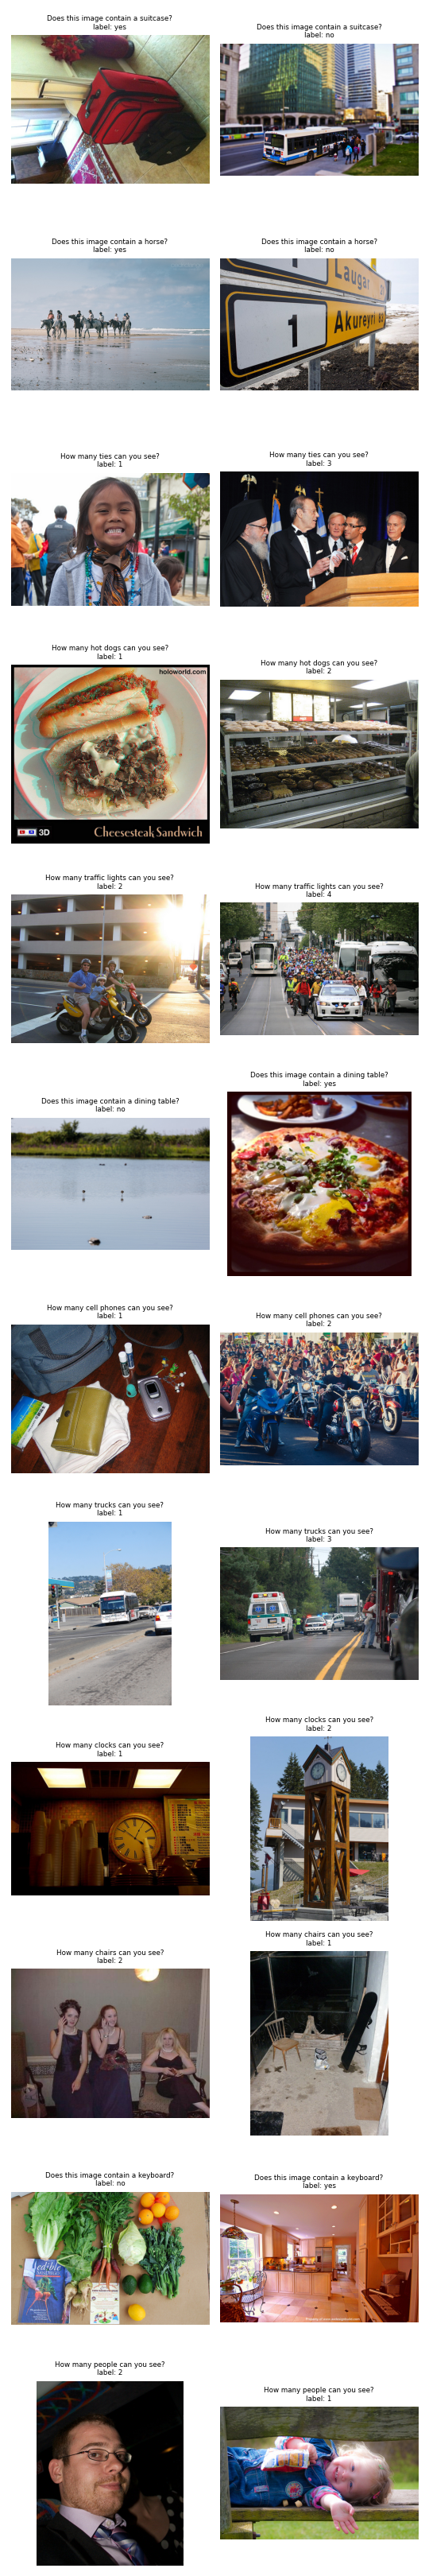 Does this image contain a suitcase?
label: yes
Does this image contain a suitcase?
label: no
Does this image contain a horse?
label: yes
Does this image contain a horse?
label: no
Laugar
1
Akureyri
How many ties can you see?
label: 1
How many ties can you see?
label: 3
How many hot dogs can you see?
label: 1
holoworld.com
3D
Cheesesteak Sandwich
How many hot dogs can you see?
label: 2
How many traffic lights can you see?
label: 2
How many traffic lights can you see?
label: 4
Does this image contain a dining table?
label: no
Does this image contain a dining table?
label: yes
How many cell phones can you see?
label: 1
How many cell phones can you see?
label: 2
How many trucks can you see?
label: 1
How many trucks can you see?
label: 3
How many clocks can you see?
label: 1
How many clocks can you see?
label: 2
How many chairs can you see?
label: 2
How many chairs can you see?
label: 1
Does this image contain a keyboard?
label: no
edible
Does this image contain a keyboard?
label: yes
How many people can you see?
label: 2
How many people can you see?
label: 1